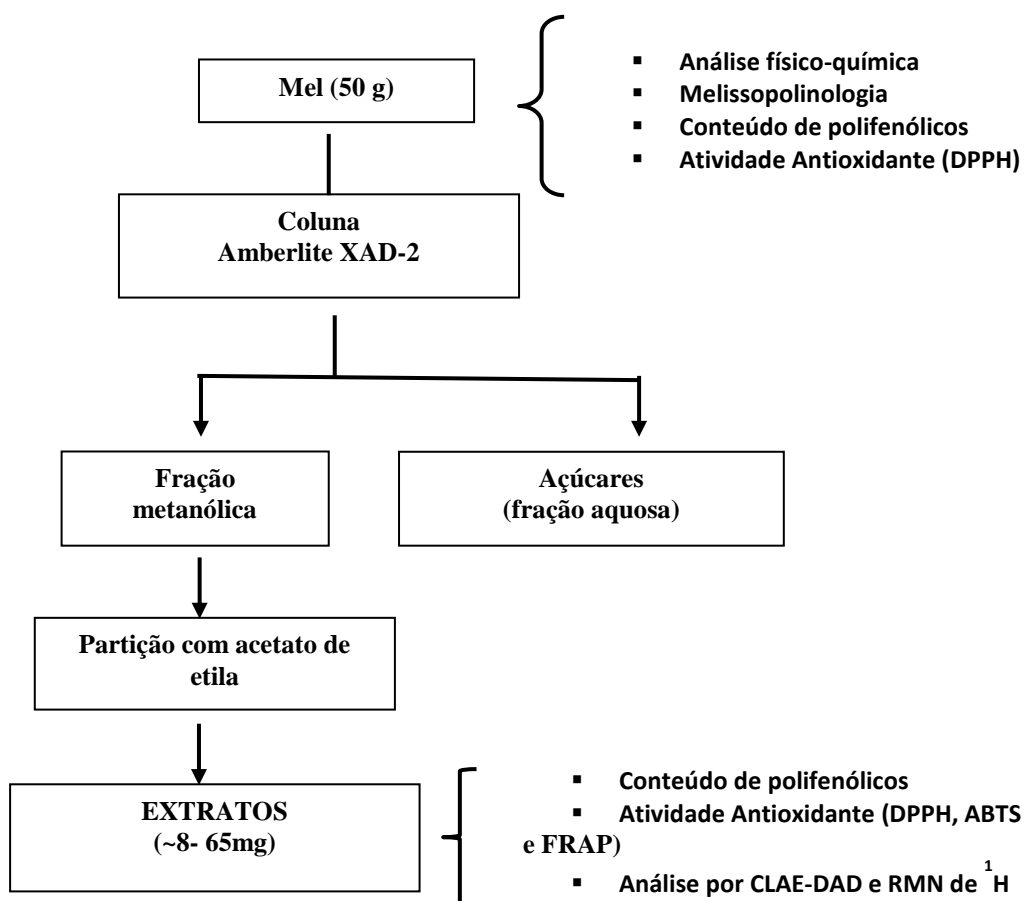 Mel (50 g)
▪ Análise físico-química
▪ Melissopolinologia
▪ Conteúdo de polifenólicos
▪ Atividade Antioxidante (DPPH)
Coluna
Amberlite XAD-2
Fração
metanólica
Açúcares
(fração aquosa)
Partição com acetato de
etila
EXTRATOS
(~8- 65mg)
▪ Conteúdo de polifenólicos
▪ Atividade Antioxidante (DPPH, ABTS
e FRAP)
▪ Análise por CLAE-DAD e RMN de ¹H